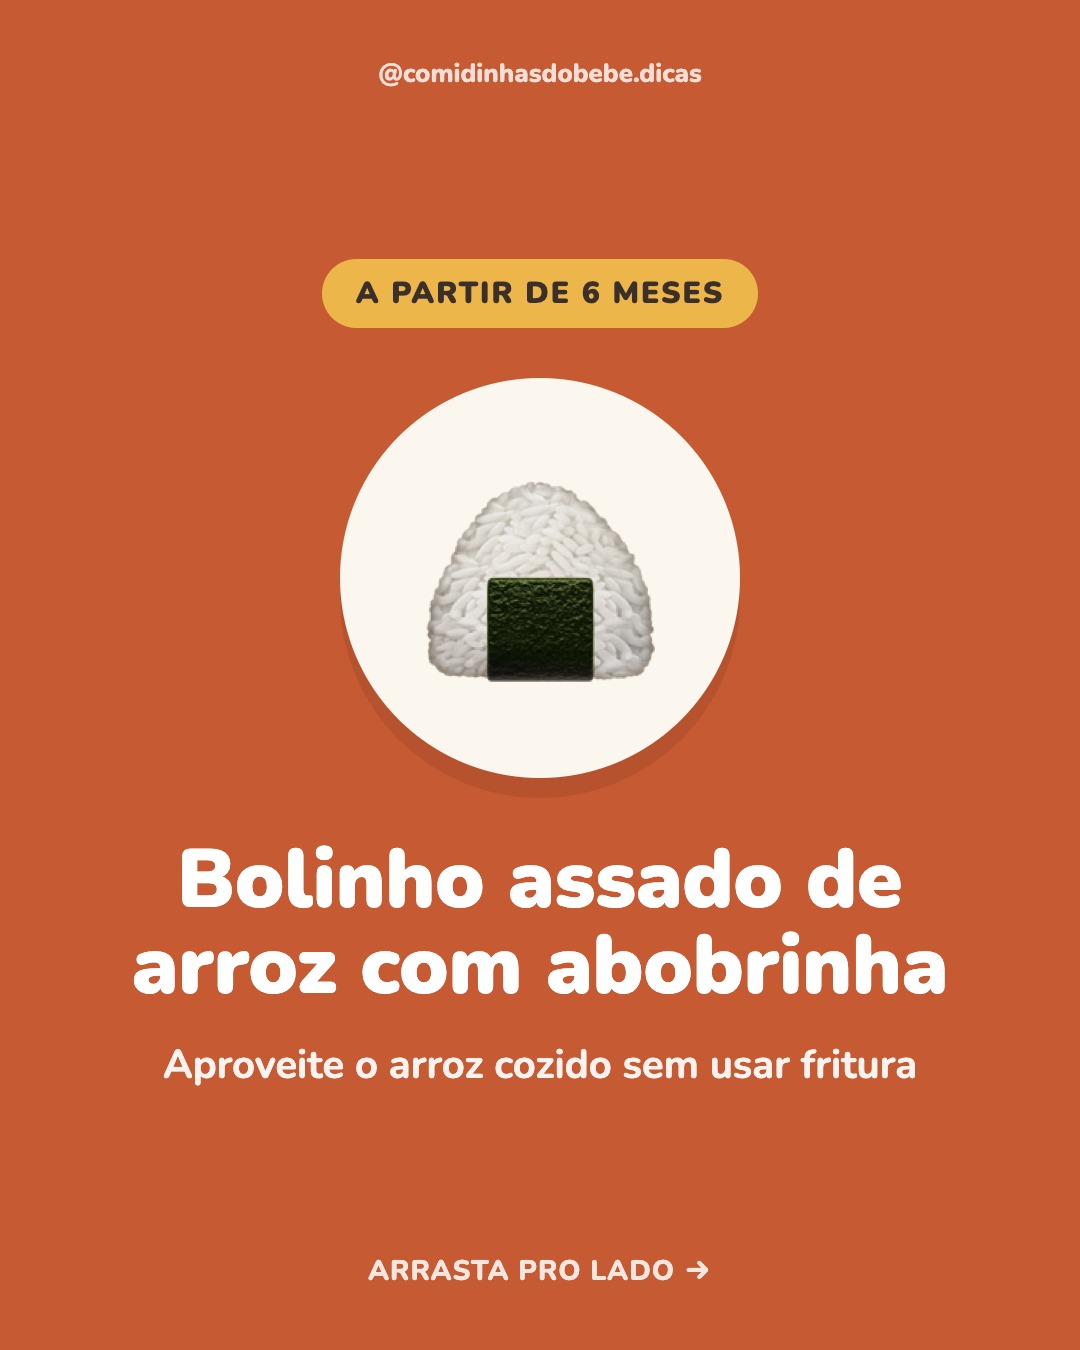 @comidinhasdobebe.dicas
A PARTIR DE 6 MESES
Bolinho assado de
arroz com abobrinha
Aproveite o arroz cozido sem usar fritura
ARRASTA PRO LADO →